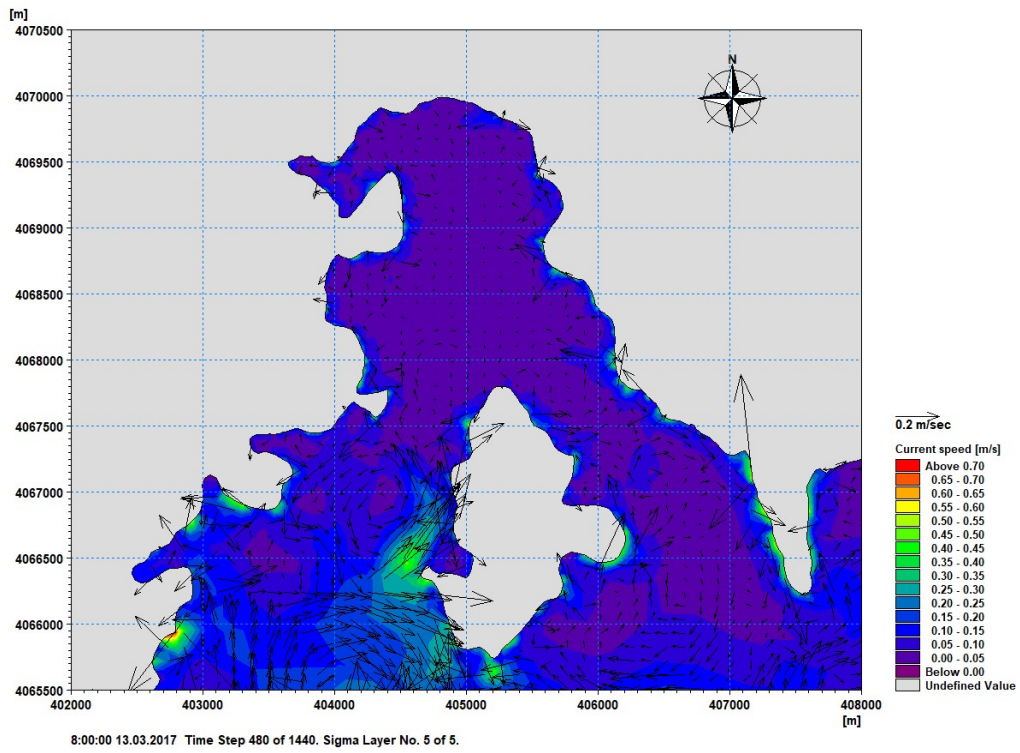 [m]
4070500
N
4070000
4069500
4069000
4068500
4068000
4067500
4067000
4066500
4066000
4065500
402000 403000 404000 405000 406000 407000 408000
[m]
0.2 m/sec
Current speed [m/s]
Above 0.70
0.65 - 0.70
0.60 - 0.65
0.55 - 0.60
0.50 - 0.55
0.45 - 0.50
0.40 - 0.45
0.35 - 0.40
0.30 - 0.35
0.25 - 0.30
0.20 - 0.25
0.15 - 0.20
0.10 - 0.15
0.05 - 0.10
0.00 - 0.05
Below 0.00
Undefined Value
8:00:00 13.03.2017 Time Step 480 of 1440. Sigma Layer No. 5 of 5.